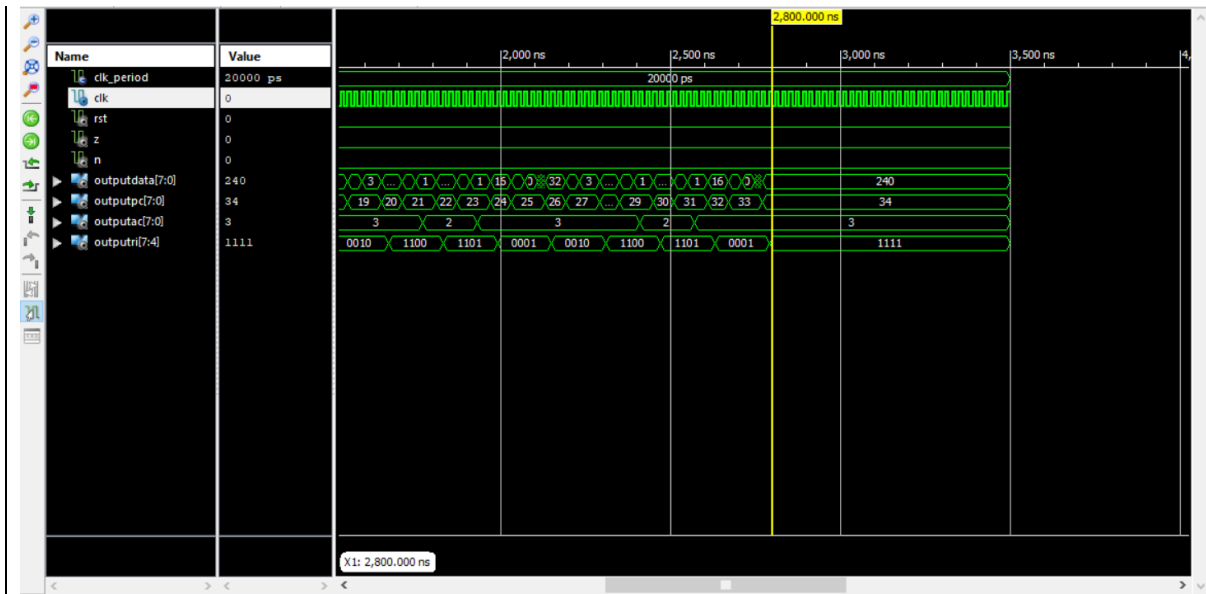 2,800.000 ns
Name Value
2,000 ns 2,500 ns 3,000 ns 3,500 ns 4,
clk_period 20000 ps 20000 ps
clk 0
rst 0
z 0
n 0
outputdata[7:0] 240 3 ... 1 ... 1 16 0 32 3 ... 1 ... 1 16 0 240
outputpc[7:0] 34 19 20 21 22 23 24 25 26 27 ... 29 30 31 32 33 34
outputac[7:0] 3 3 2 3 2 3
outputri[7:4] 1111 0010 1100 1101 0001 0010 1100 1101 0001 1111
X1: 2,800.000 ns